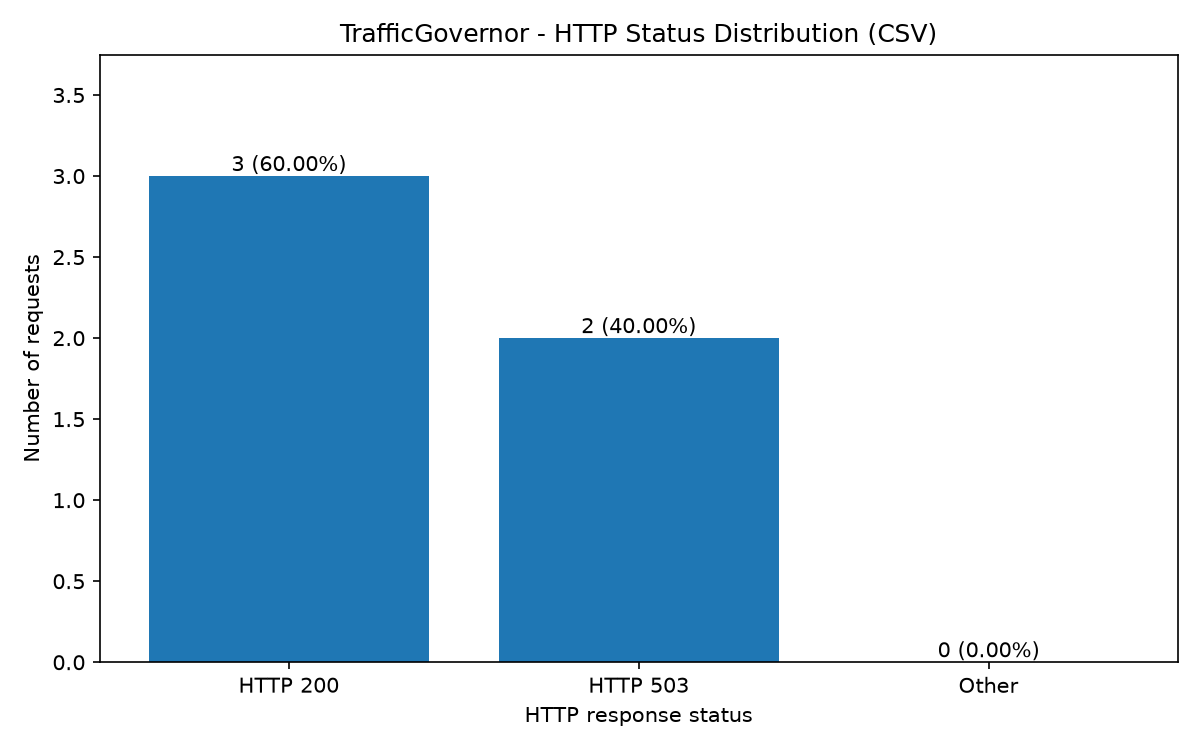 TrafficGovernor - HTTP Status Distribution (CSV)
Number of requests
3.5
3.0
2.5
2.0
1.5
1.0
0.5
0.0
3 (60.00%)
2 (40.00%)
0 (0.00%)
HTTP 200
HTTP 503
Other
HTTP response status